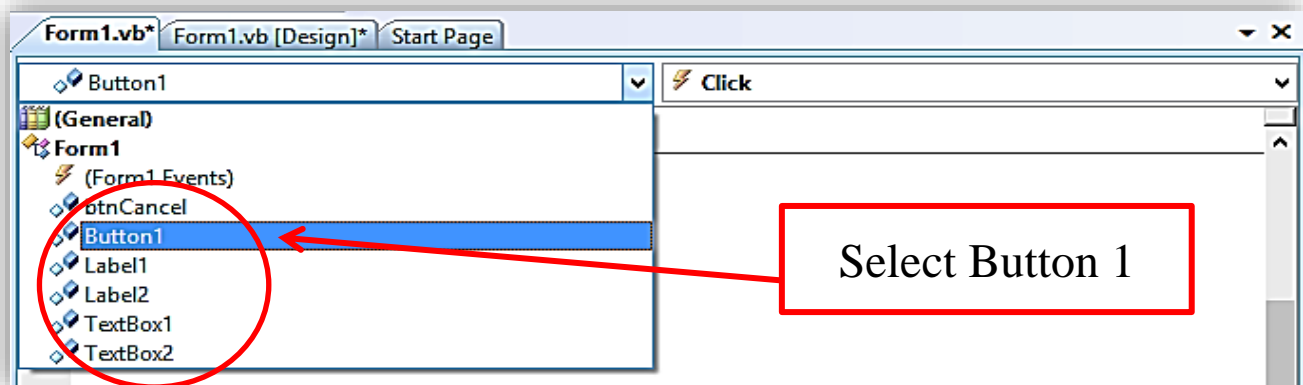 Form1.vb* Form1.vb [Design]* Start Page
Button1 Click
(General)
Form1
(Form1 Events)
btnCancel
Button1
Label1
Label2
TextBox1
TextBox2
Select Button 1